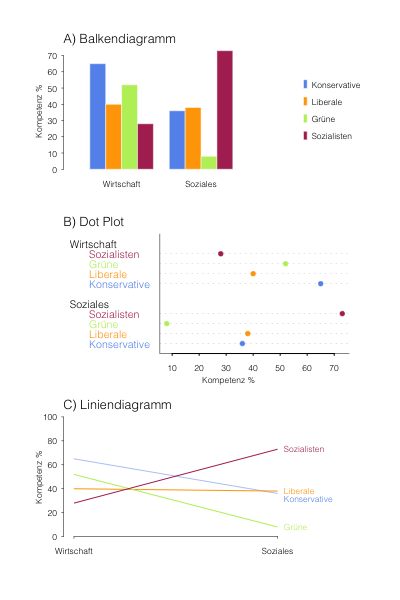 A) Balkendiagramm
70
60
50
40
30
20
10
0
Kompetenz %
Wirtschaft Soziales
Konservative
Liberale
Grüne
Sozialisten
B) Dot Plot
Wirtschaft
Sozialisten
Grüne
Liberale
Konservative
Soziales
Sozialisten
Grüne
Liberale
Konservative
10 20 30 40 50 60 70
Kompetenz %
C) Liniendiagramm
100
80
60
40
20
0
Kompetenz %
Sozialisten
Liberale
Konservative
Grüne
Wirtschaft Soziales